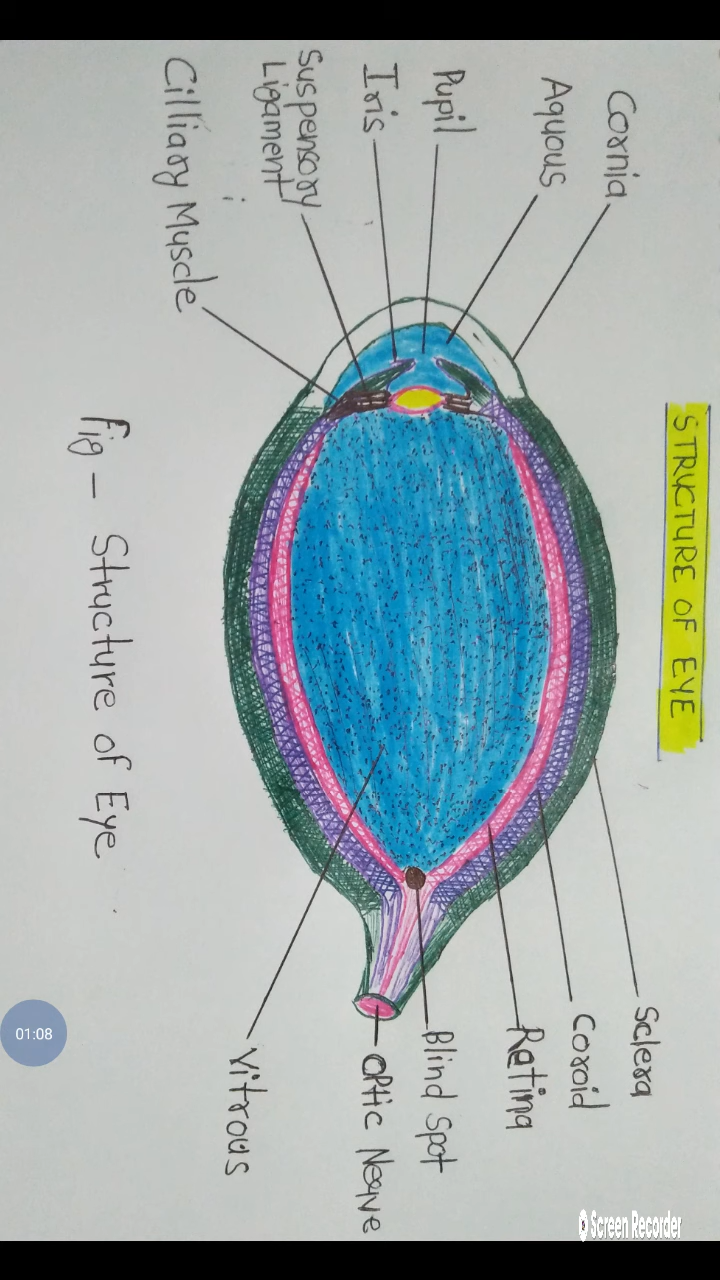 STRUCTURE OF EYE
Cornia
Aquous
Pupil
Iris
Suspensory
Ligament
Cilliary Muscle
Sclera
Coroid
Retina
Blind Spot
Optic Nerve
Vitrous
Fig - Structure of Eye
01:08
Screen Recorder